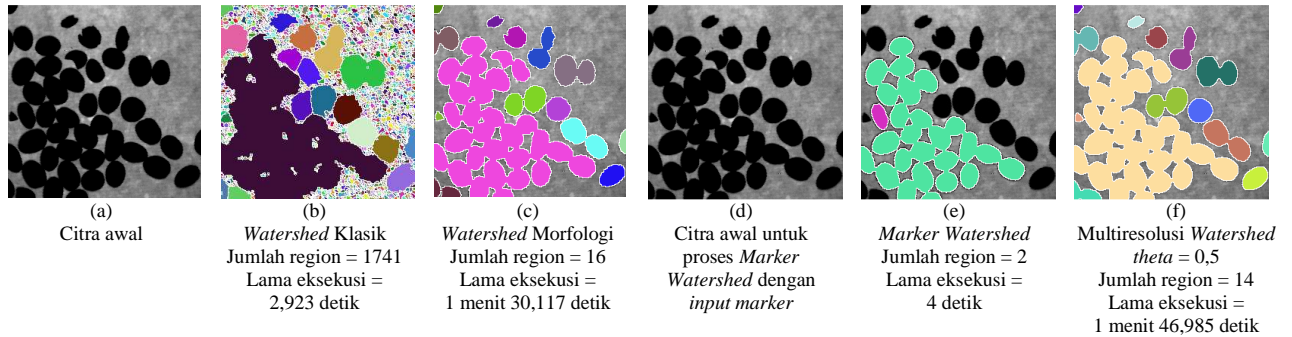 (a)
Citra awal
(b)
Watershed Klasik
Jumlah region = 1741
Lama eksekusi =
2,923 detik
(c)
Watershed Morfologi
Jumlah region = 16
Lama eksekusi =
1 menit 30,117 detik
(d)
Citra awal untuk
proses Marker
Watershed dengan
input marker
(e)
Marker Watershed
Jumlah region = 2
Lama eksekusi =
4 detik
(f)
Multiresolusi Watershed
theta = 0,5
Jumlah region = 14
Lama eksekusi =
1 menit 46,985 detik